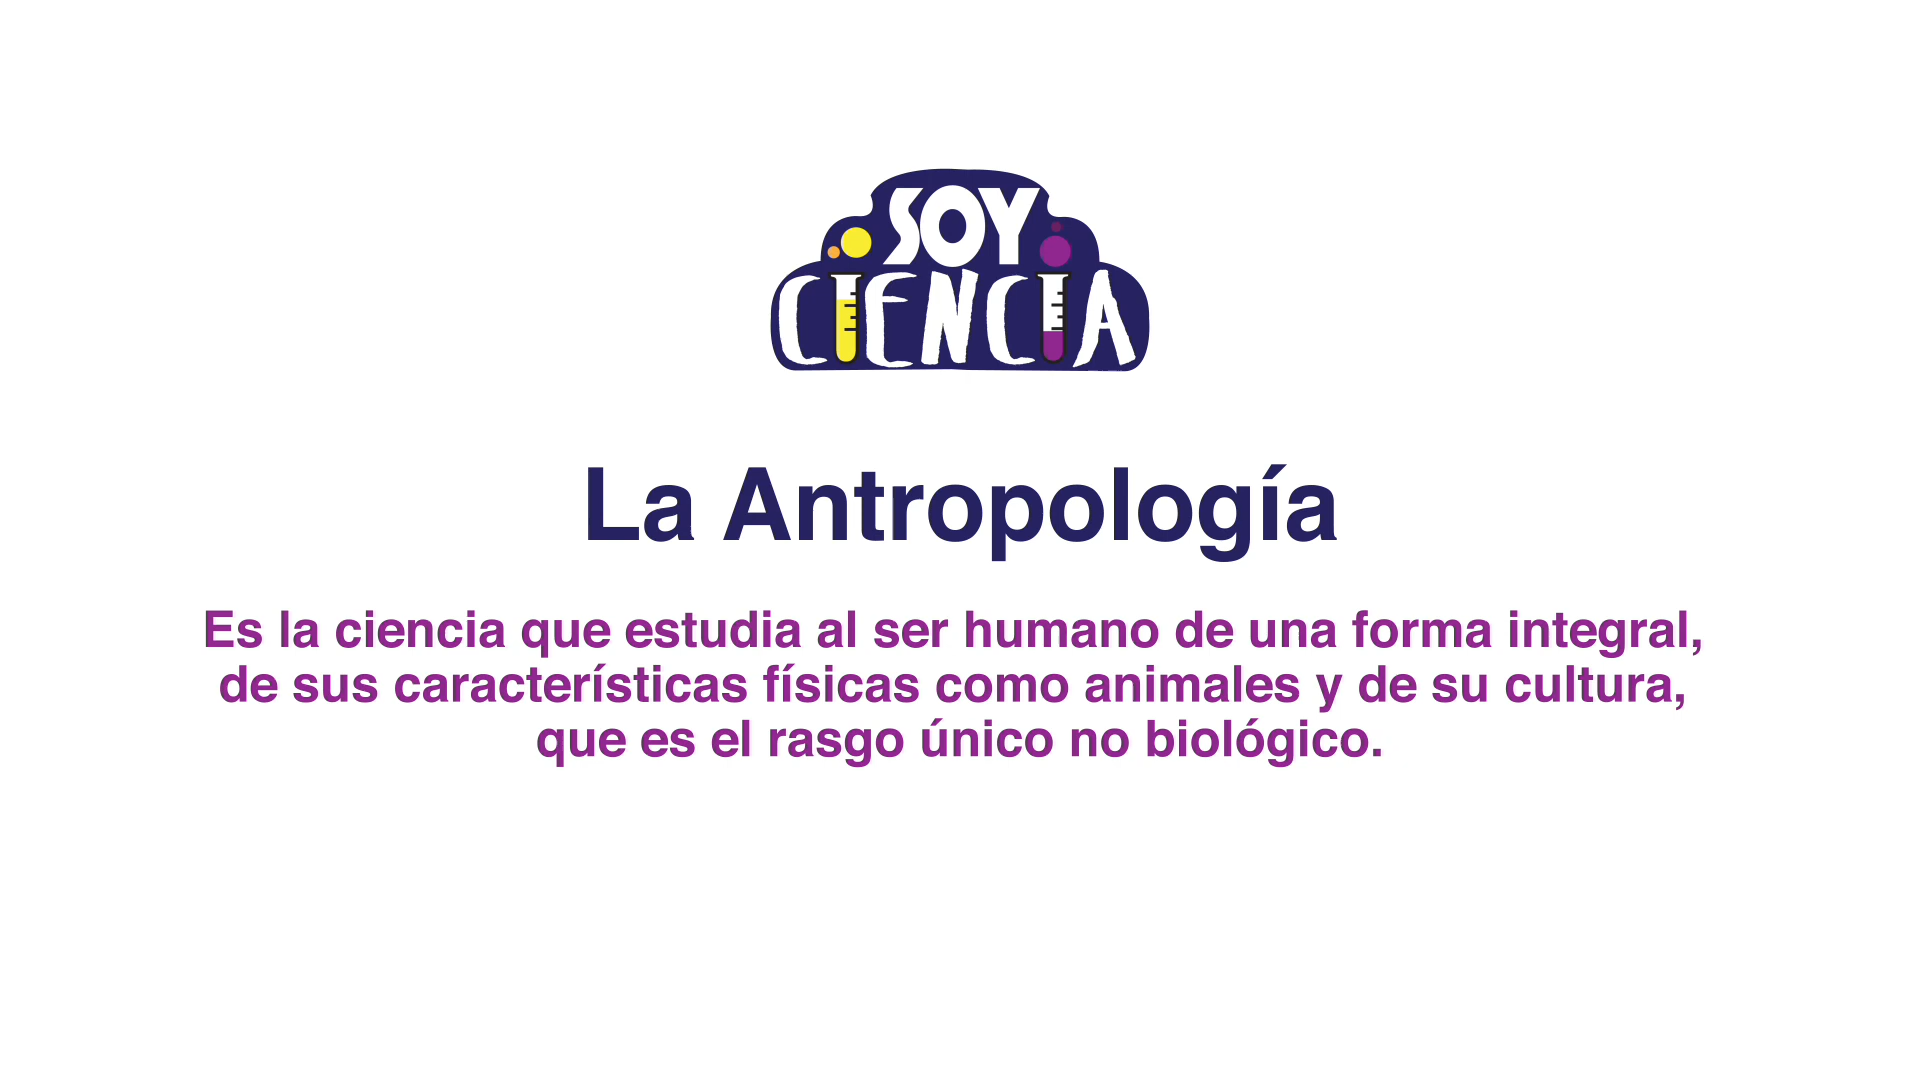 SOY
CIENCIA
La Antropología
Es la ciencia que estudia al ser humano de una forma integral,
de sus características físicas como animales y de su cultura,
que es el rasgo único no biológico.